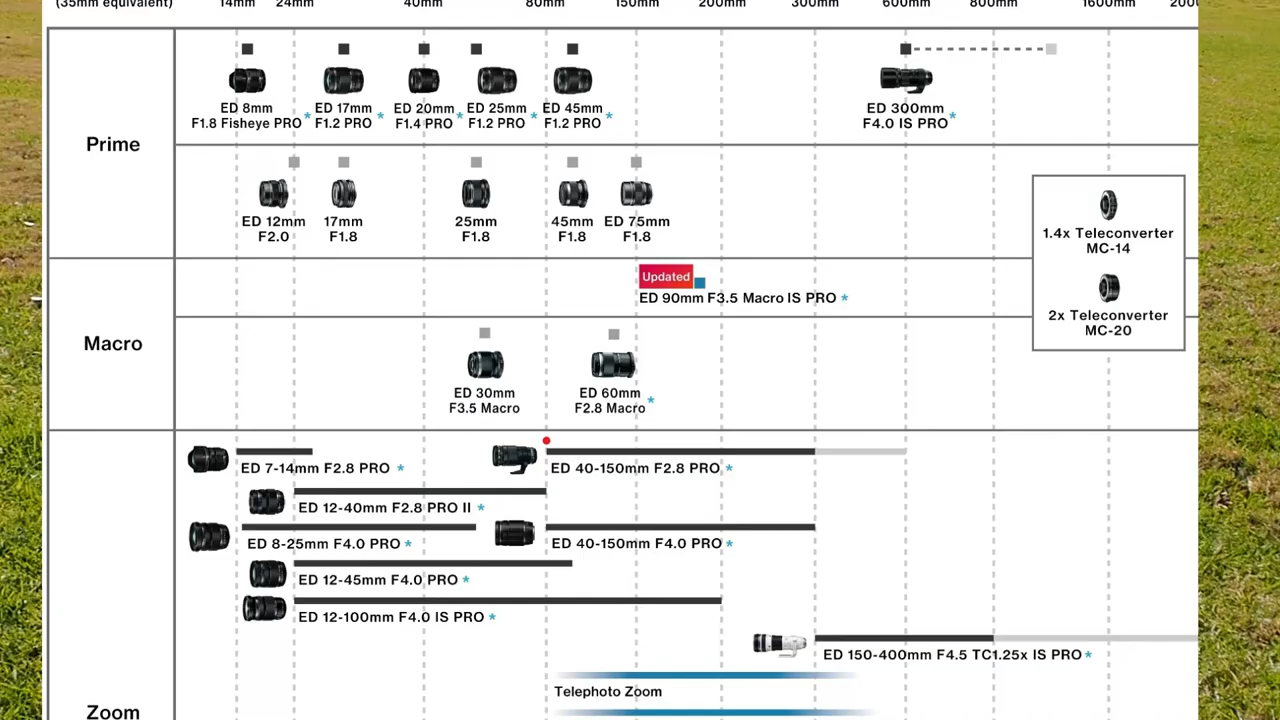 (35mm equivalent) 14mm 24mm 40mm 80mm 150mm 200mm 300mm 600mm 800mm 1600mm
Prime
ED 8mm
F1.8 Fisheye PRO*
ED 17mm
F1.2 PRO*
ED 20mm
F1.4 PRO*
ED 25mm
F1.2 PRO*
ED 45mm
F1.2 PRO*
ED 300mm
F4.0 IS PRO*
ED 12mm
F2.0
17mm
F1.8
25mm
F1.8
45mm
F1.8
ED 75mm
F1.8
1.4x Teleconverter
MC-14
2x Teleconverter
MC-20
Macro
Updated
ED 90mm F3.5 Macro IS PRO *
ED 30mm
F3.5 Macro
ED 60mm
F2.8 Macro*
ED 7-14mm F2.8 PRO *
ED 40-150mm F2.8 PRO*
ED 12-40mm F2.8 PRO II *
ED 8-25mm F4.0 PRO*
ED 40-150mm F4.0 PRO*
ED 12-45mm F4.0 PRO *
ED 12-100mm F4.0 IS PRO *
ED 150-400mm F4.5 TC1.25x IS PRO*
Telephoto Zoom
Zoom